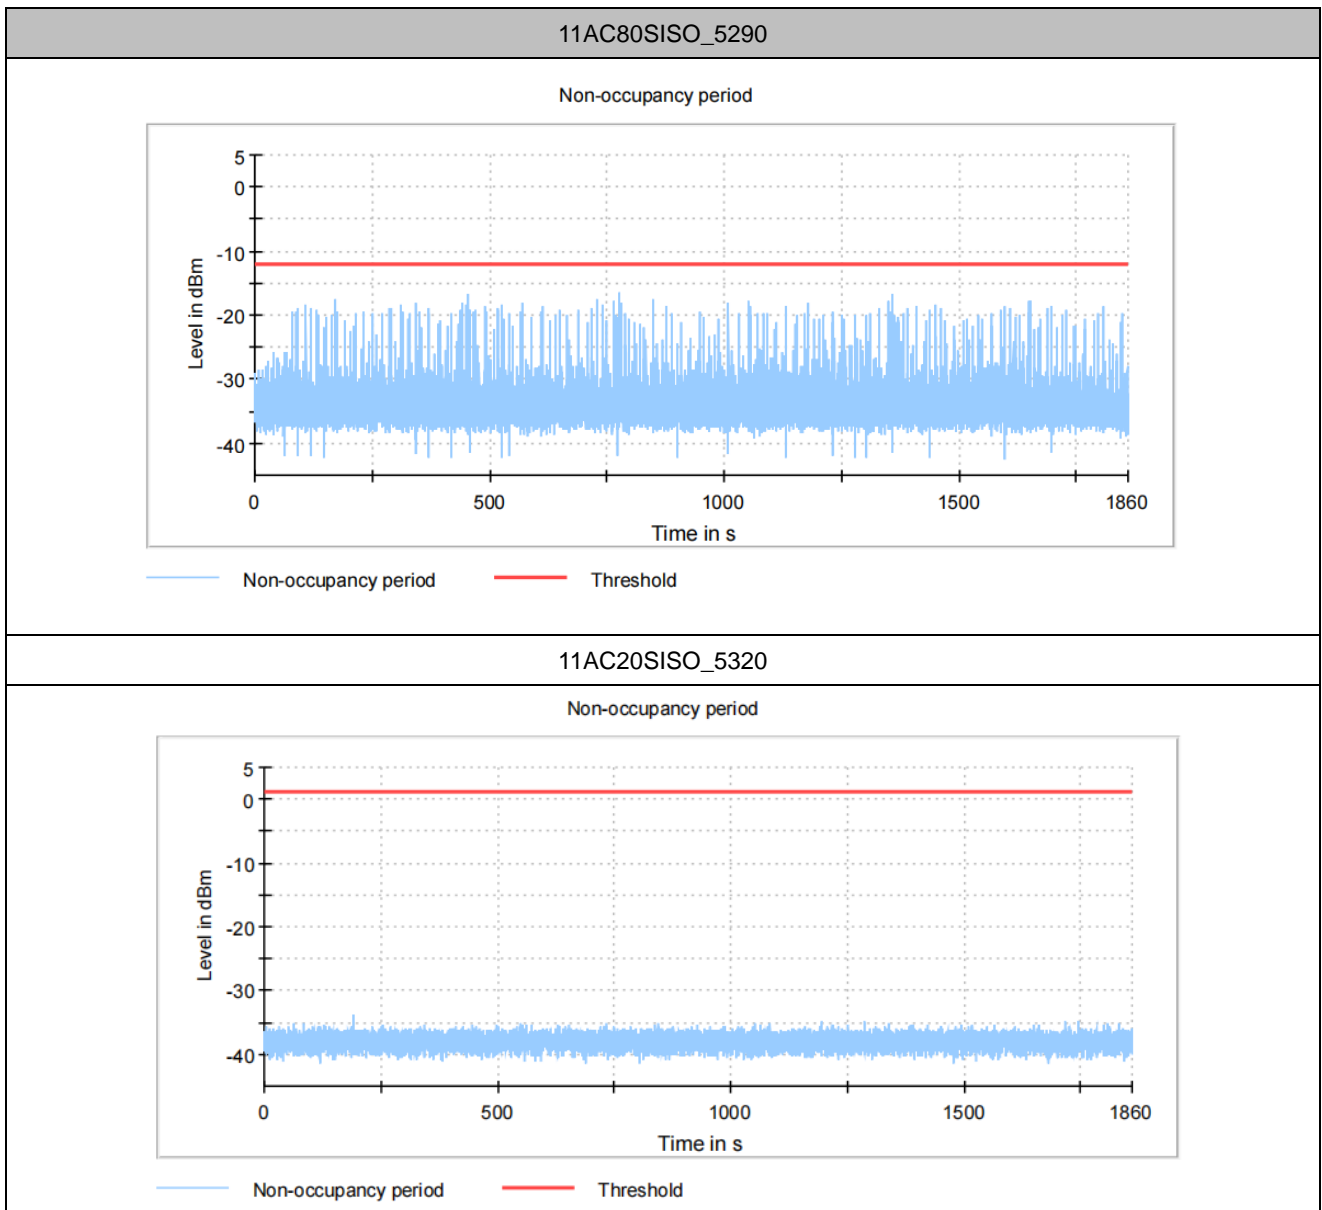 11AC80SISO_5290
Non-occupancy period
5
0
-10
-20
-30
-40
Level in dBm
0 500 1000 1500 1860
Time in s
Non-occupancy period Threshold
11AC20SISO_5320
Non-occupancy period
5
0
-10
-20
-30
-40
Level in dBm
0 500 1000 1500 1860
Time in s
Non-occupancy period Threshold